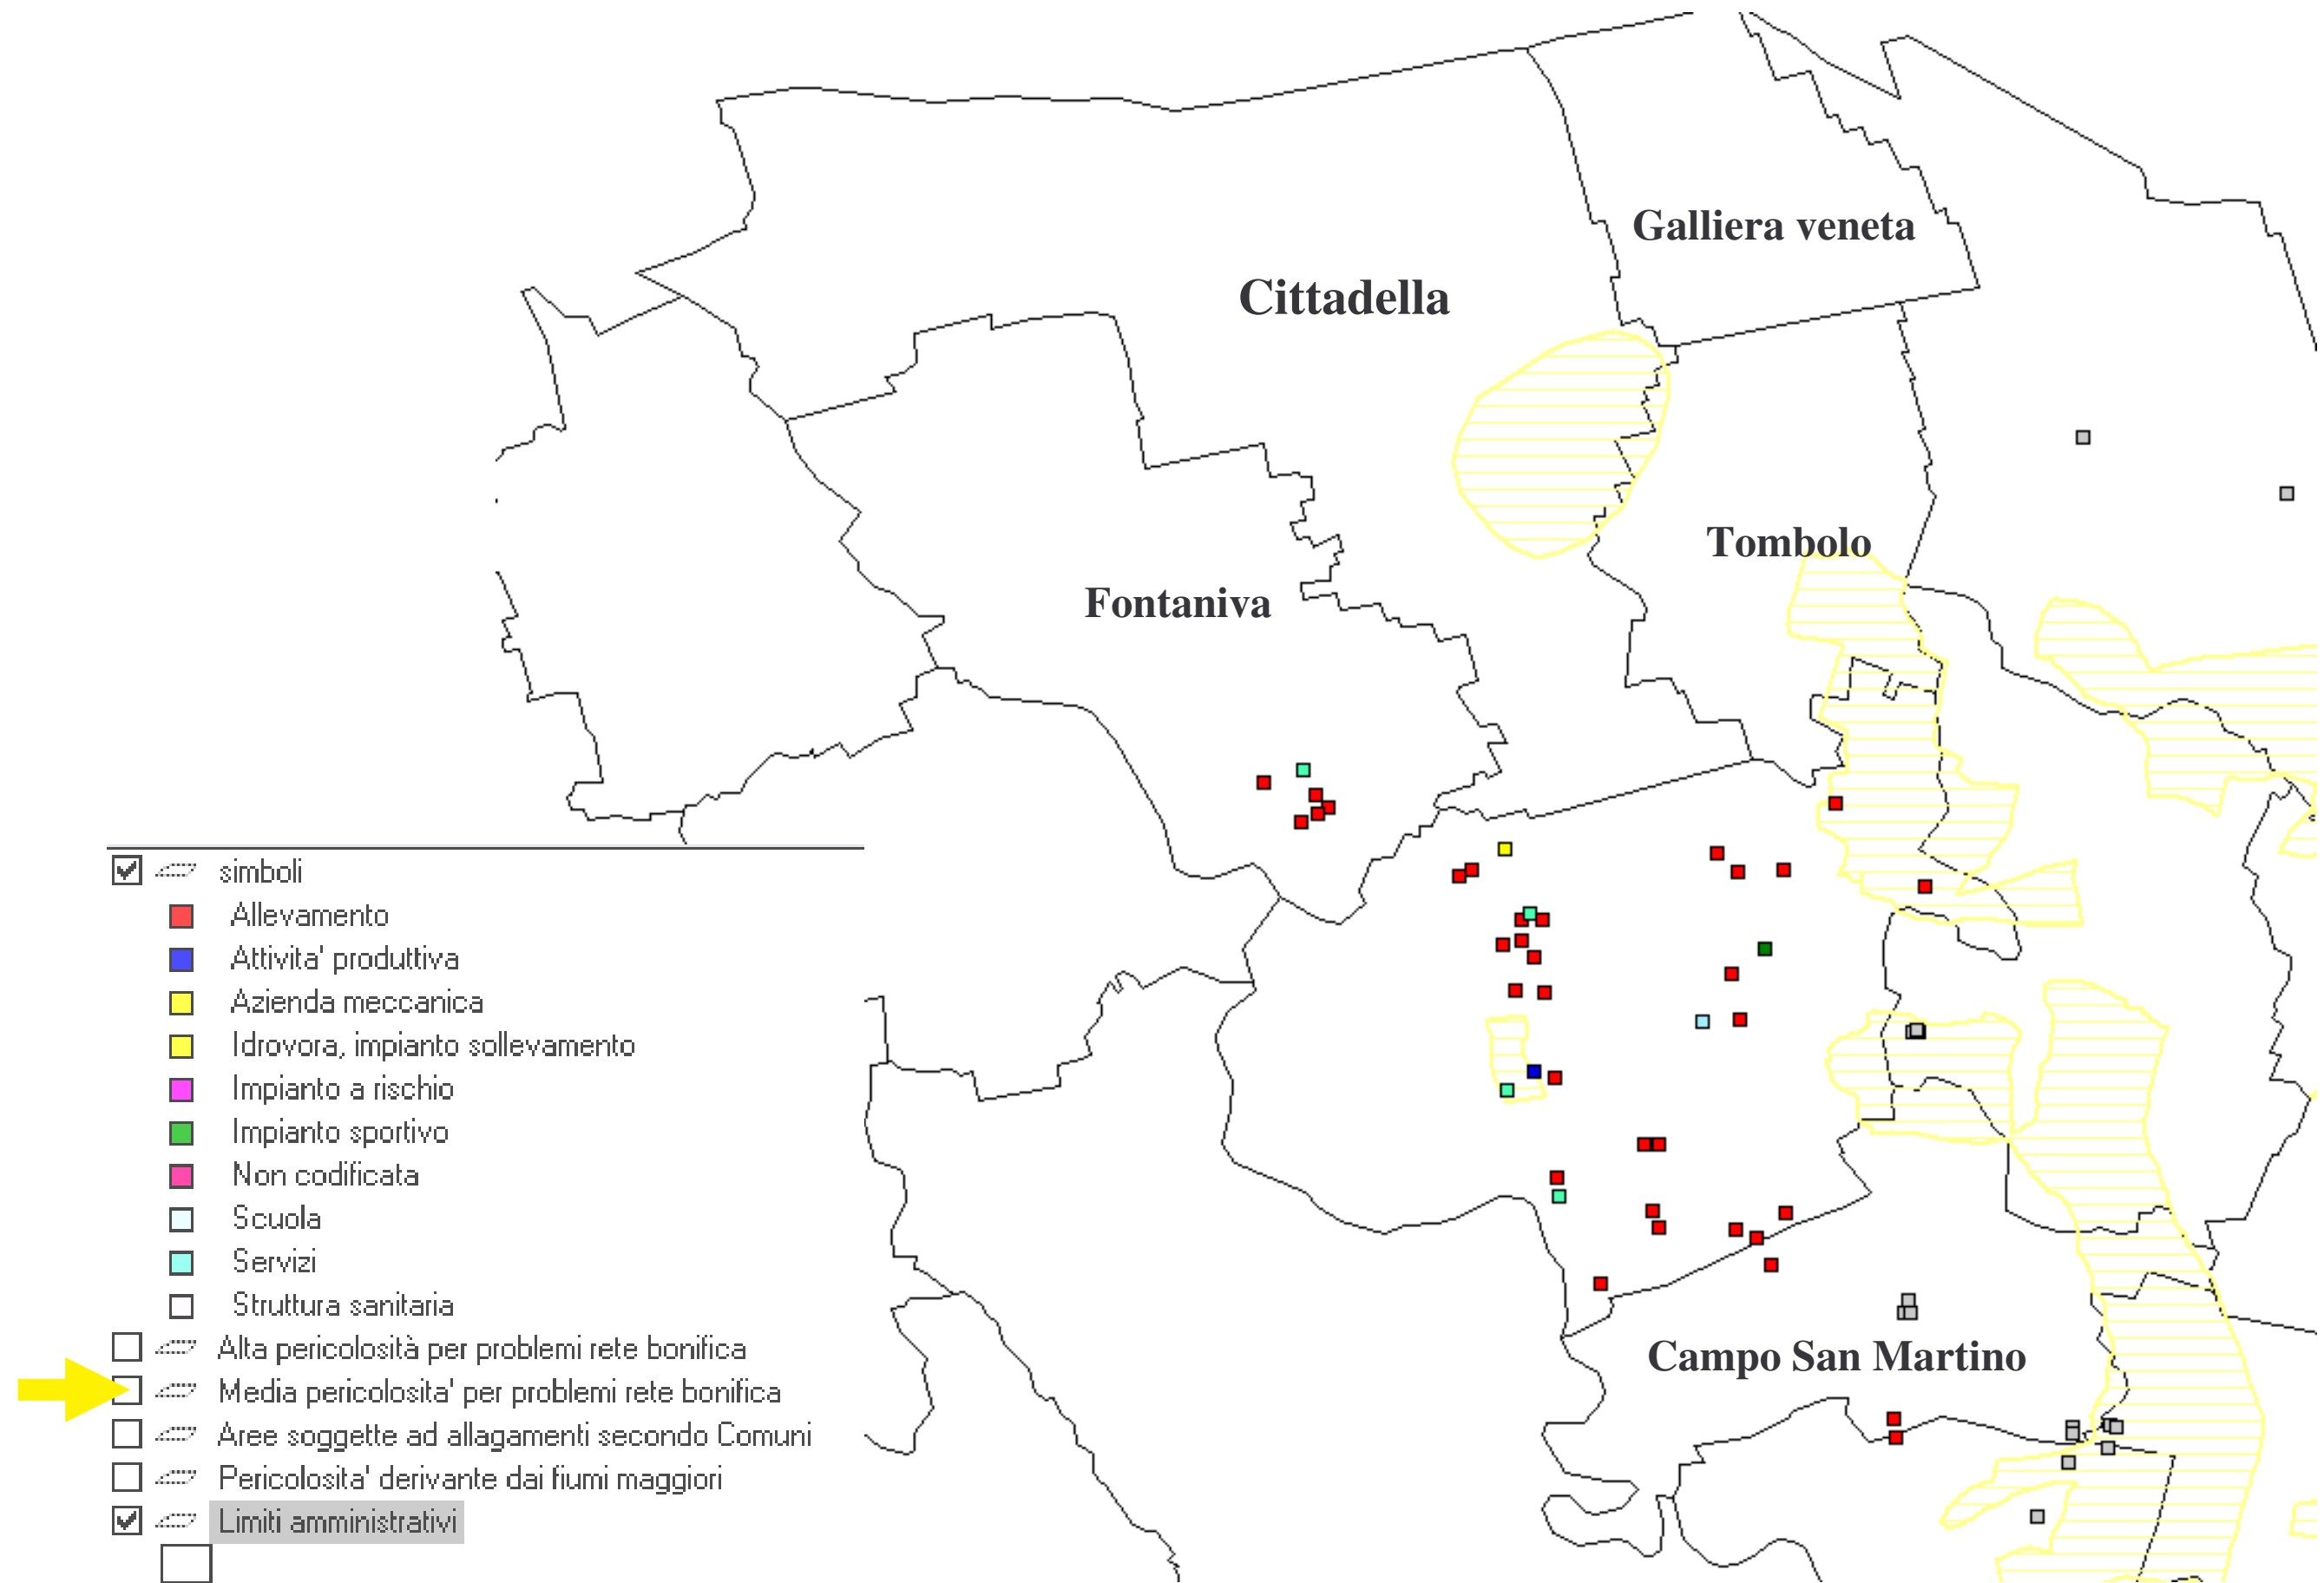 Galliera veneta
Cittadella
Tombolo
Fontaniva
simboli
Allevamento
Attivita' produttiva
Azienda meccanica
Idrovora, impianto sollevamento
Impianto a rischio
Impianto sportivo
Non codificata
Scuola
Servizi
Struttura sanitaria
Alta pericolosità per problemi rete bonifica
Media pericolosita' per problemi rete bonifica
Aree soggette ad allagamenti secondo Comuni
Pericolosita' derivante dai fiumi maggiori
Limiti amministrativi
Campo San Martino